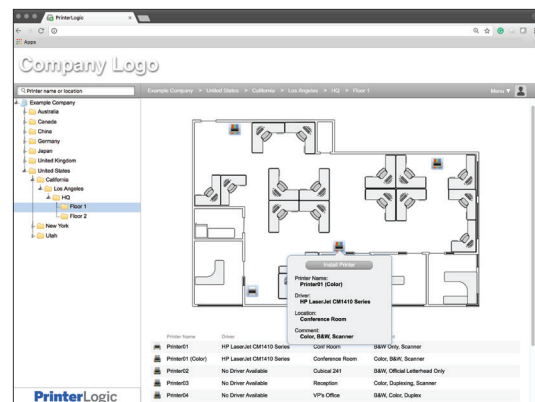 PrinterLogic
Apps
Company Logo
Printer name or location
Example Company > United States > California > Los Angeles > HQ > Floor 1
Menu
Example Company
Australia
Canada
China
Germany
Japan
United Kingdom
United States
California
Los Angeles
HQ
Floor 1
Floor 2
New York
Utah
Install Printer
Printer Name:
Printer01 (Color)
Driver:
HP LaserJet CM1410 Series
Location:
Conference Room
Comment:
Color, B&W, Scanner
Printer Name Driver
Printer01 HP LaserJet CM1410 Series Conf Room B&W Only, Scanner
Printer01 (Color) HP LaserJet CM1410 Series Conference Room Color, B&W, Scanner
Printer02 No Driver Available Cubical 241 B&W, Official Letterhead Only
Printer03 No Driver Available Reception Color, Duplexing, Scanner
Printer04 No Driver Available VP's Office B&W, Color, Duplex
PrinterLogic